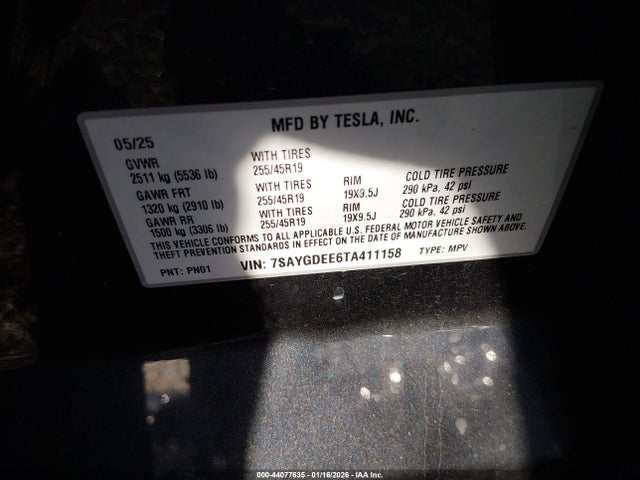 MFD BY TESLA, INC.
05/25
GVWR
2511 kg (5536 lb) WITH TIRES 255/45R19
GAWR FRT
1320 kg (2910 lb) WITH TIRES 255/45R19 RIM 19X9.5J COLD TIRE PRESSURE 290 kPa, 42 psi
GAWR RR
1500 kg (3306 lb) WITH TIRES 255/45R19 RIM 19X9.5J COLD TIRE PRESSURE 290 kPa, 42 psi
THIS VEHICLE CONFORMS TO ALL APPLICABLE U.S. FEDERAL MOTOR VEHICLE SAFETY AND
THEFT PREVENTION STANDARDS IN EFFECT ON THE DATE OF MANUFACTURE SHOWN ABOVE.
PNT: PN01 VIN: 7SAYGDEE6TA411158 TYPE: MPV
000-44077635 - 01/16/2026 - IAA Inc.